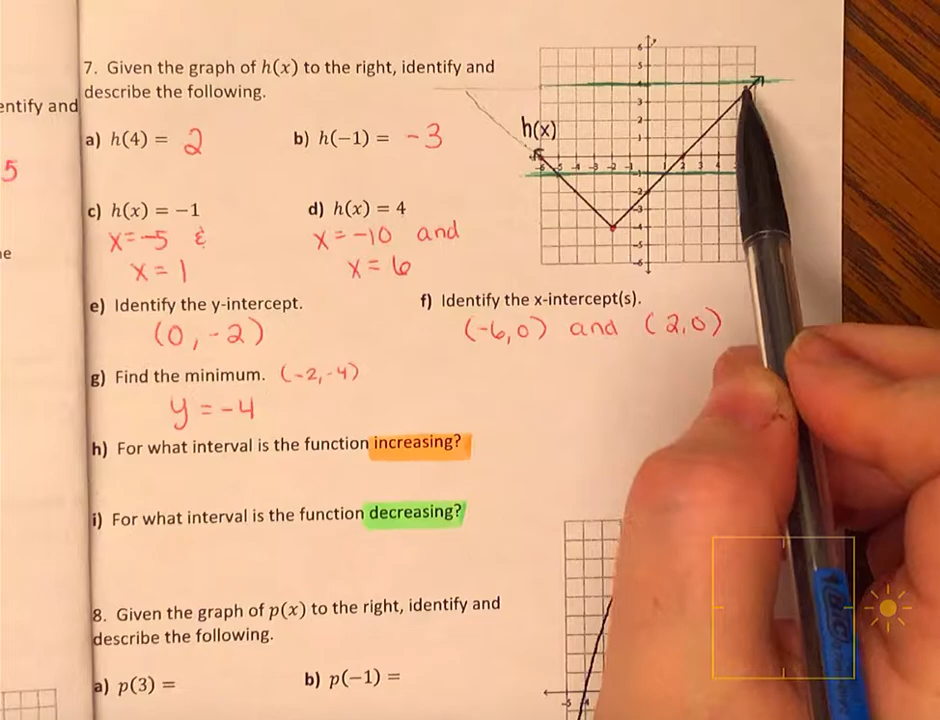 entify and
5
e
7. Given the graph of h(x) to the right, identify and
describe the following.
a) h(4) = 2
b) h(−1) = −3
c) h(x) = −1
x=−5 &
x = 1
d) h(x) = 4
x = −10 and
x = 6
e) Identify the y-intercept.
(0, −2)
f) Identify the x-intercept(s).
(−6,0) and (2,0)
g) Find the minimum. (−2,−4)
y = −4
h) For what interval is the function increasing?
i) For what interval is the function decreasing?
h(x)
8. Given the graph of p(x) to the right, identify and
describe the following.
a) p(3) =
b) p(−1) =
BIC